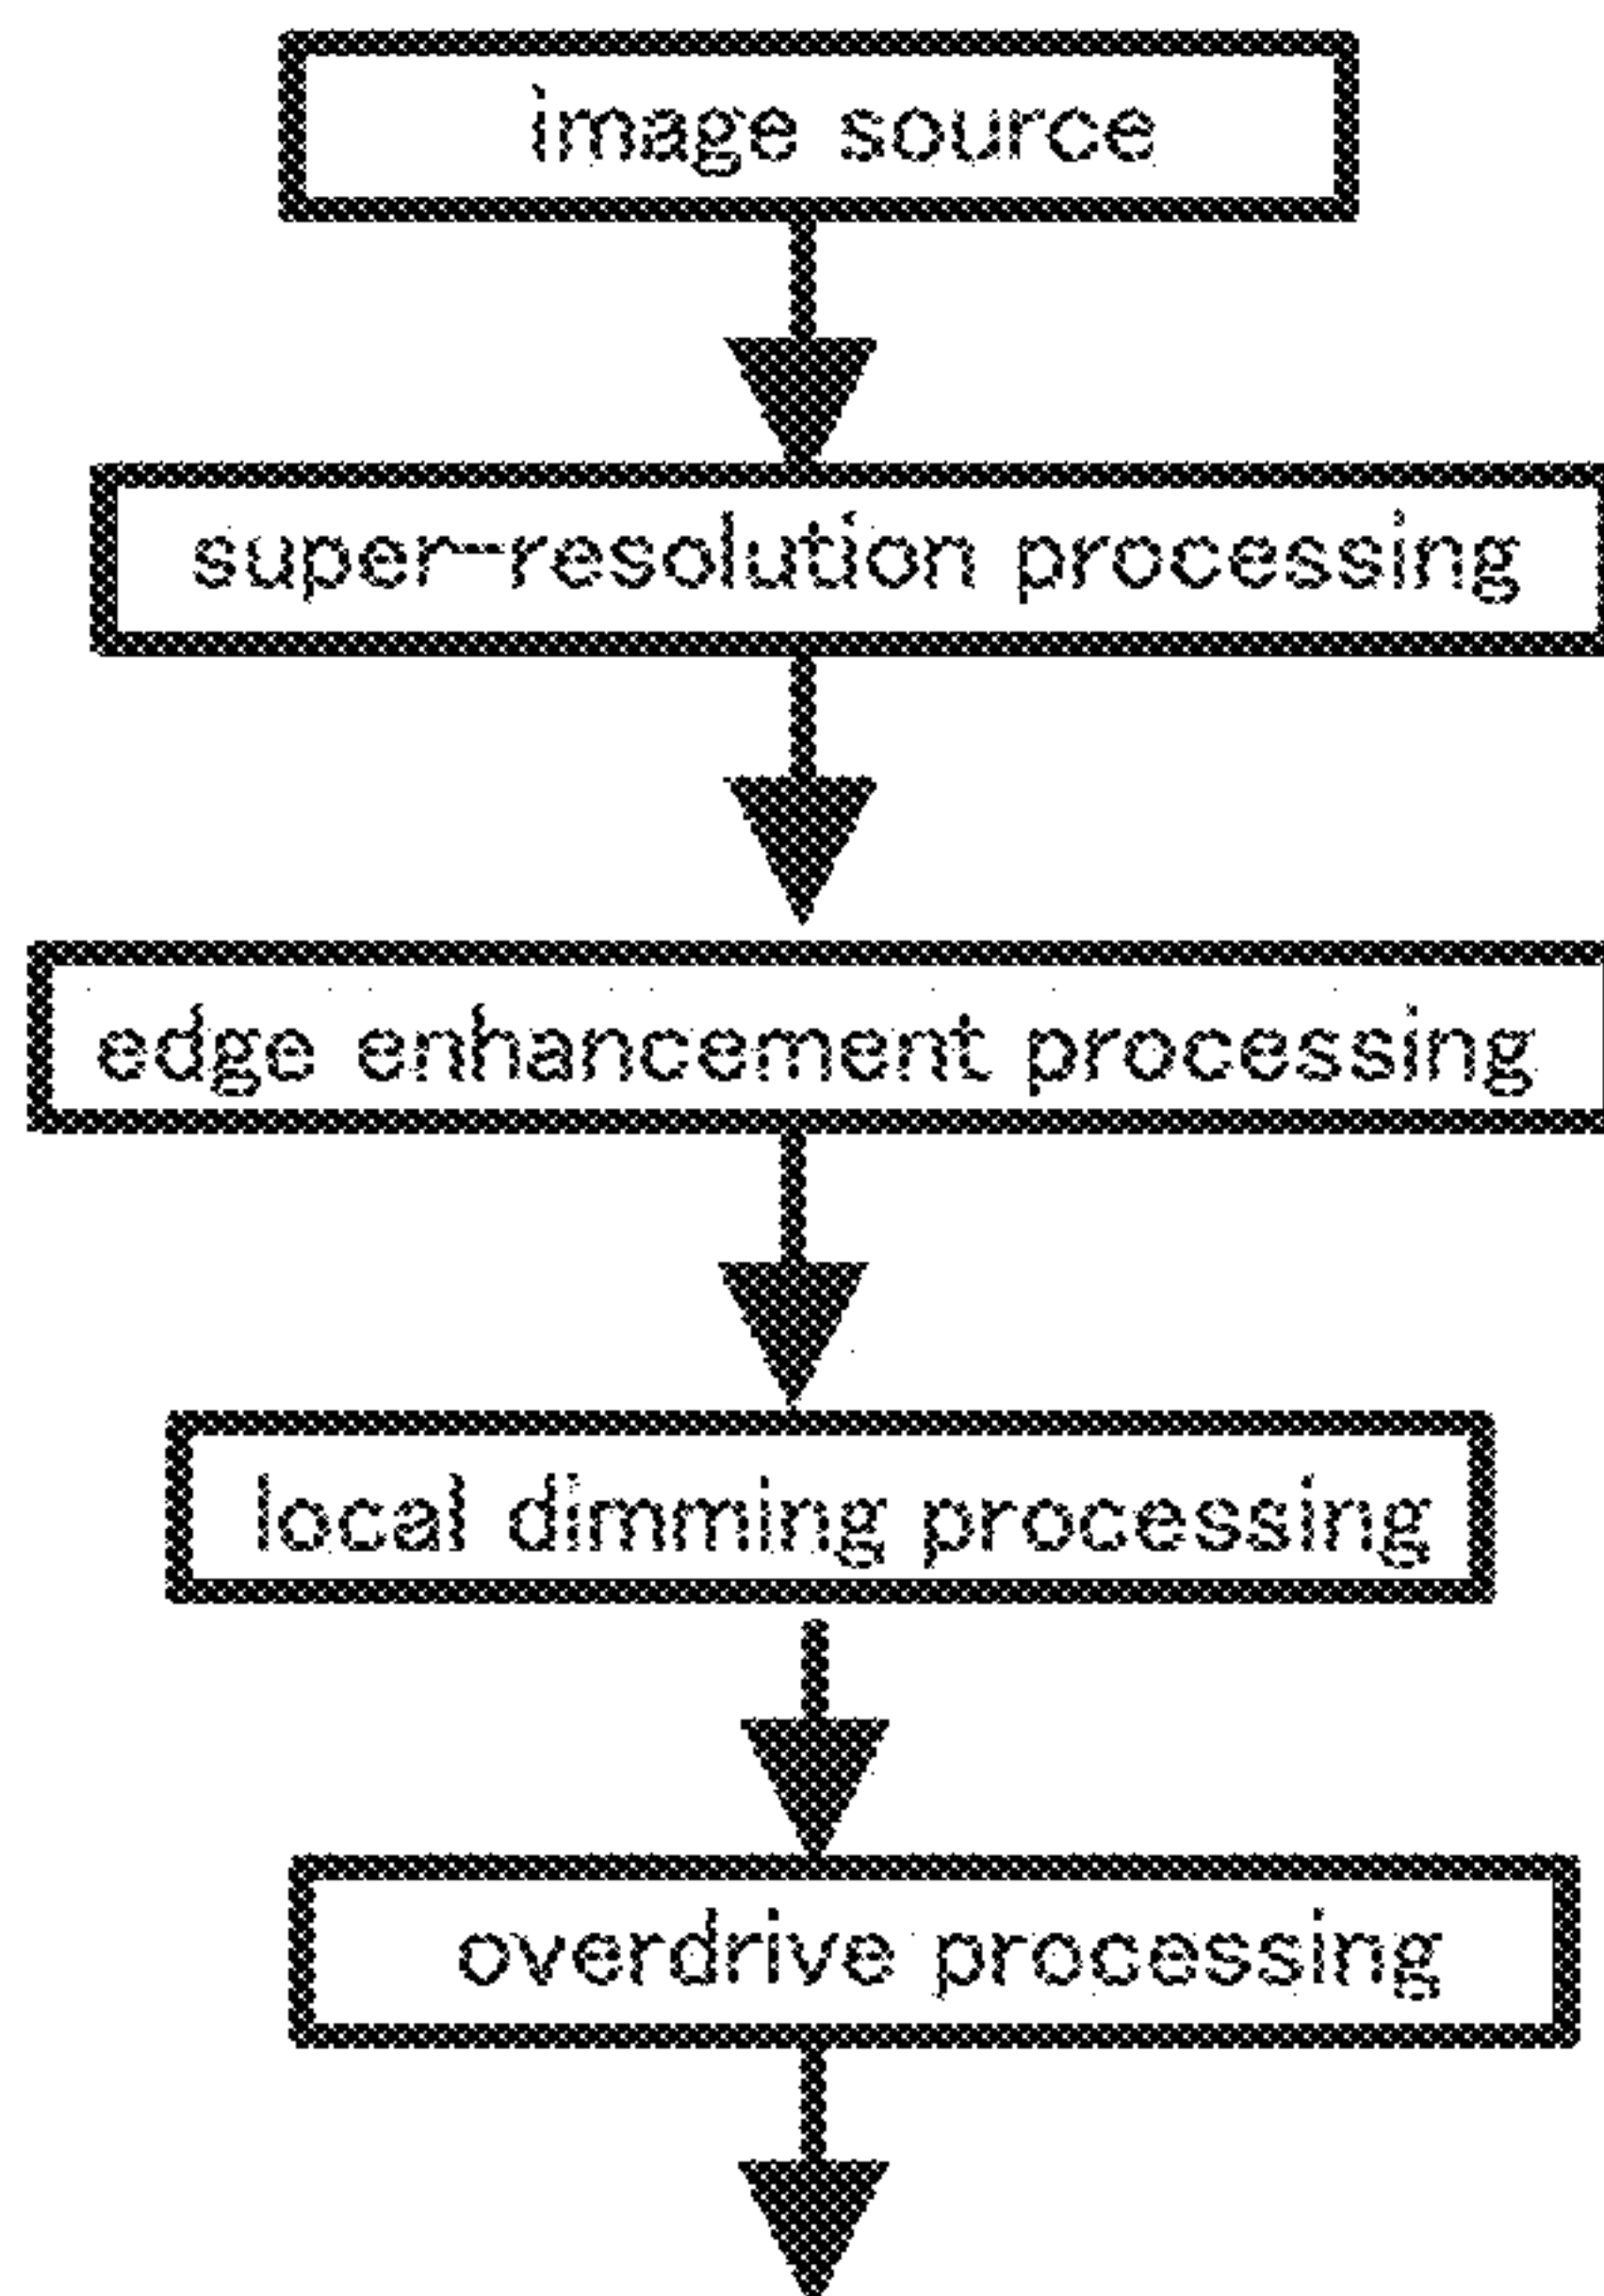 image source
super-resolution processing
edge enhancement processing
local dimming processing
overdrive processing